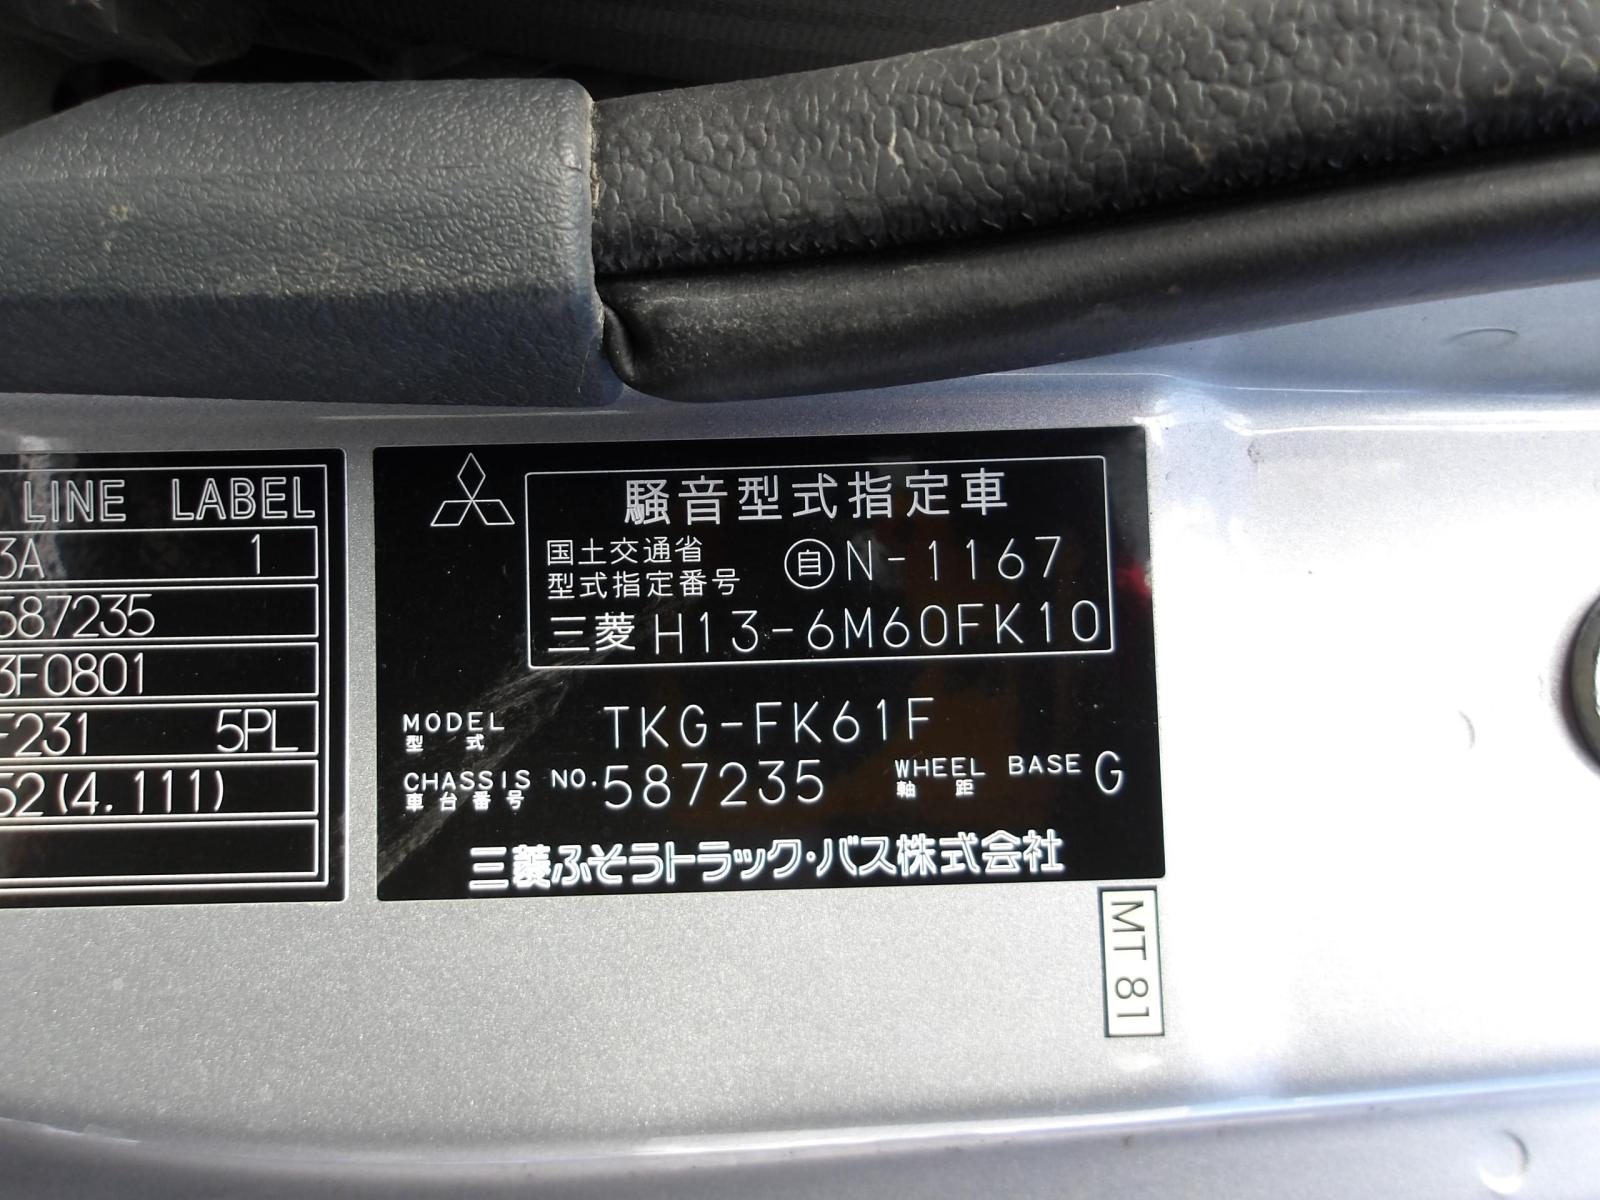 LINE LABEL
3A 1
587235
3F0801
F231 5PL
52(4.111)
騒音型式指定車
国土交通省
型式指定番号 自N-1167
三菱 H13-6M60FK10
MODEL TKG-FK61F
型式
CHASSIS NO. 587235 WHEEL BASE G
車台番号 軸距
三菱ふそうトラック・バス株式会社
MT 81